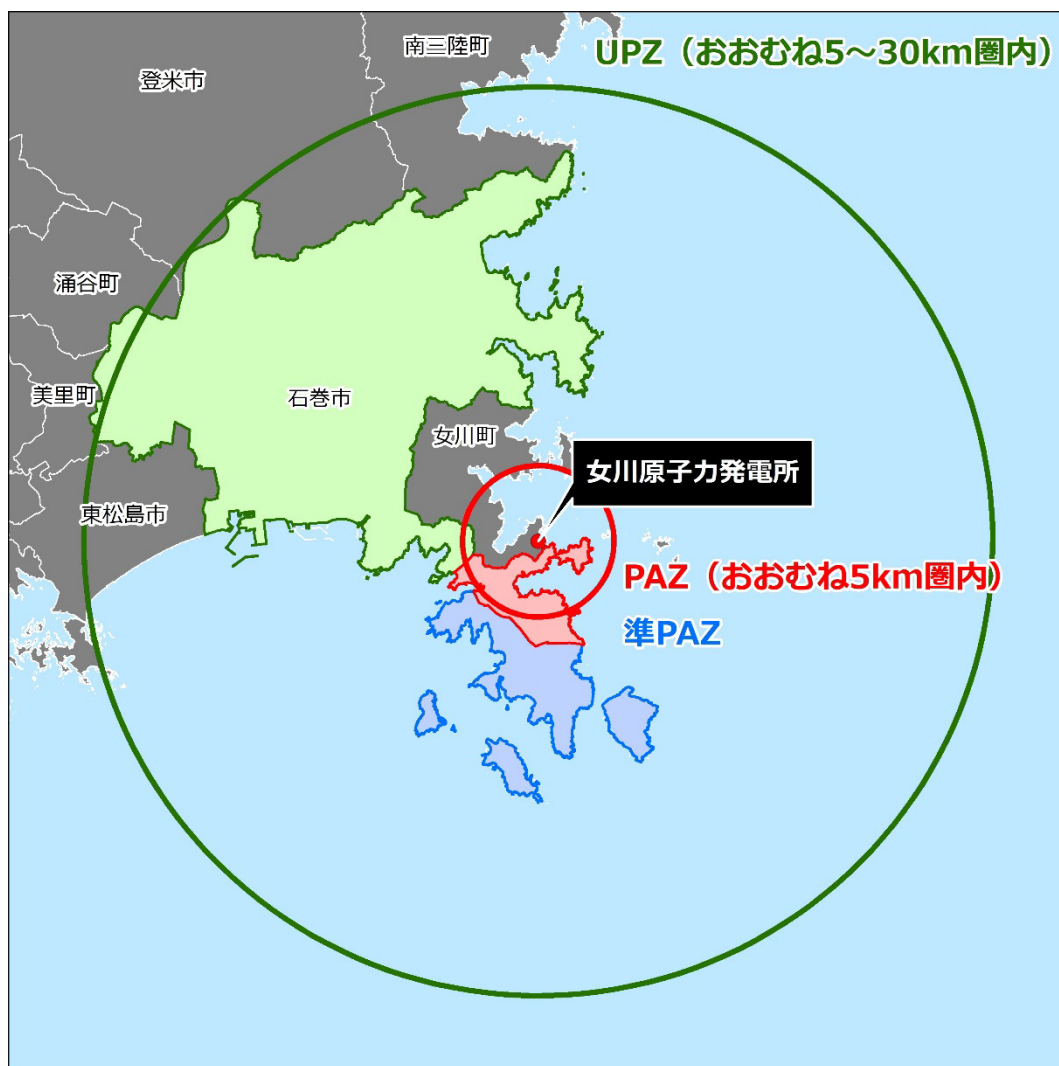 南三陸町
UPZ（おおむね5～30km圏内）
登米市
涌谷町
美里町
石巻市
女川町
女川原子力発電所
東松島市
PAZ（おおむね5km圏内）
準PAZ